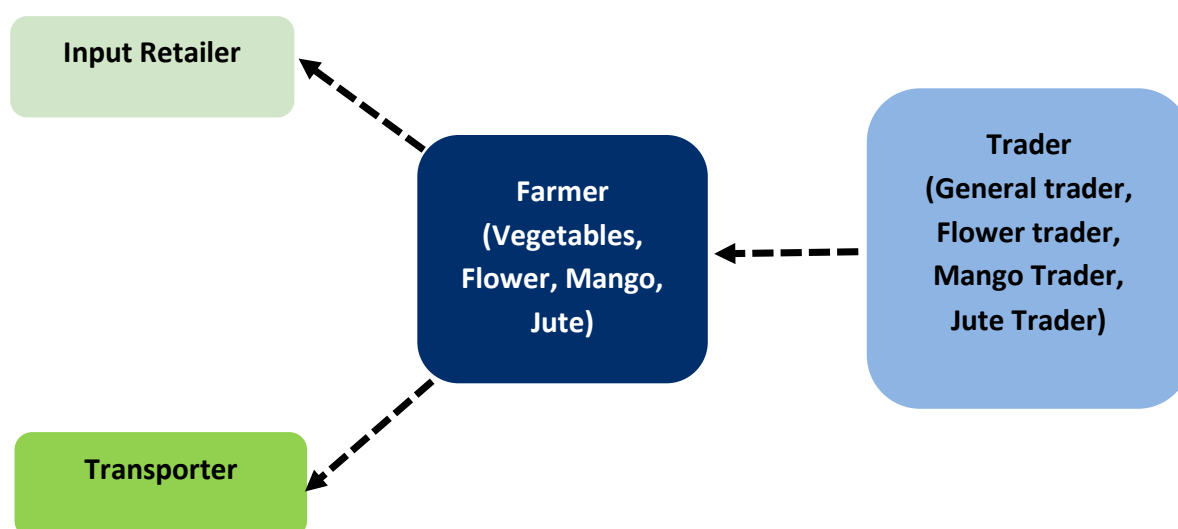 Input Retailer
Farmer
(Vegetables,
Flower, Mango,
Jute)
Trader
(General trader,
Flower trader,
Mango Trader,
Jute Trader)
Transporter